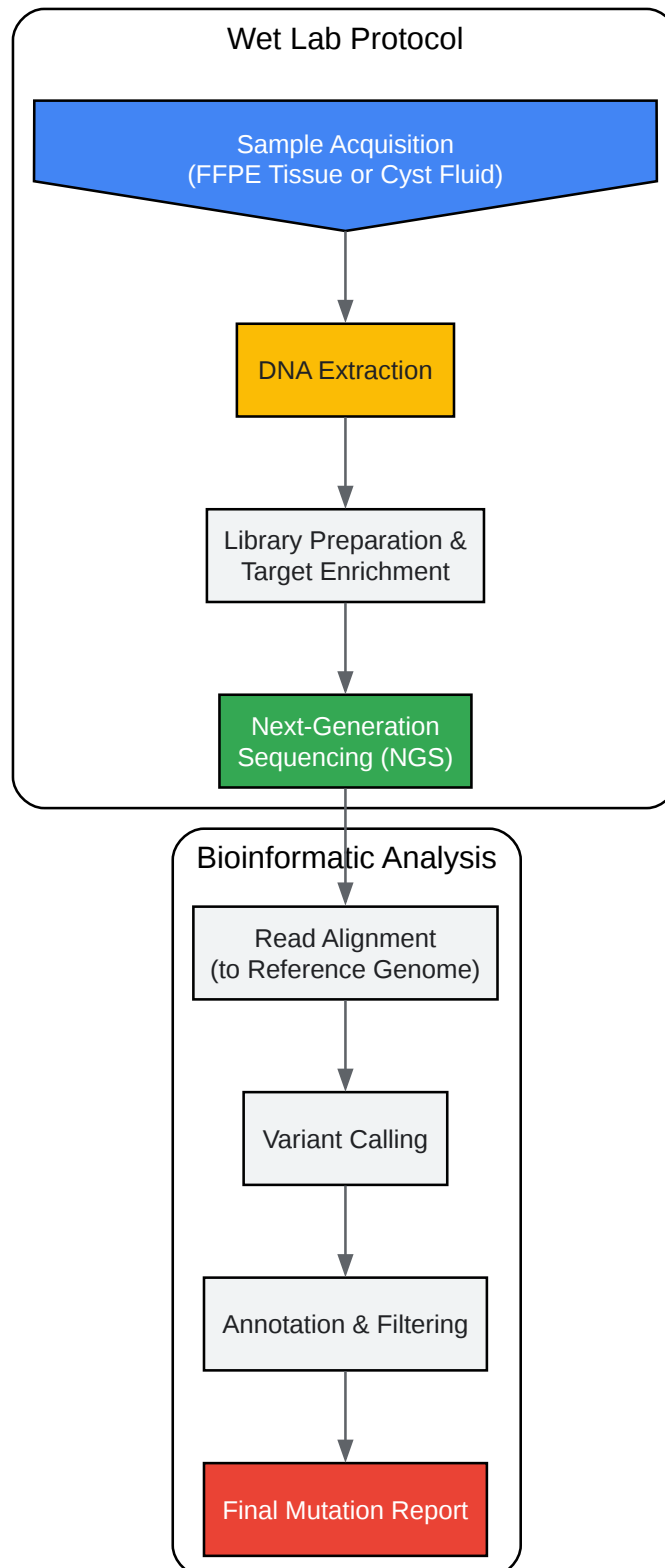 Wet Lab Protocol
Sample Acquisition
(FFPE Tissue or Cyst Fluid)
DNA Extraction
Library Preparation &
Target Enrichment
Next-Generation
Sequencing (NGS)
Bioinformatic Analysis
Read Alignment
(to Reference Genome)
Variant Calling
Annotation & Filtering
Final Mutation Report